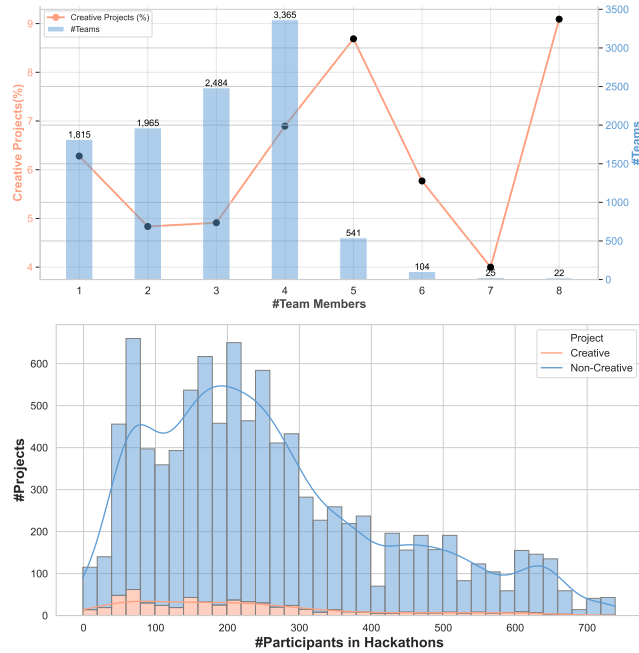 Creative Projects (%)
#Teams
9
8
7
6
5
4
Creative Projects(%)
3500
3000
2500
2000
1500
1000
500
0
#Teams
1,815
1,965
2,484
3,365
541
104
25
22
1 2 3 4 5 6 7 8
#Team Members
Project
Creative
Non-Creative
600
500
400
300
200
100
0
#Projects
0 100 200 300 400 500 600 700
#Participants in Hackathons